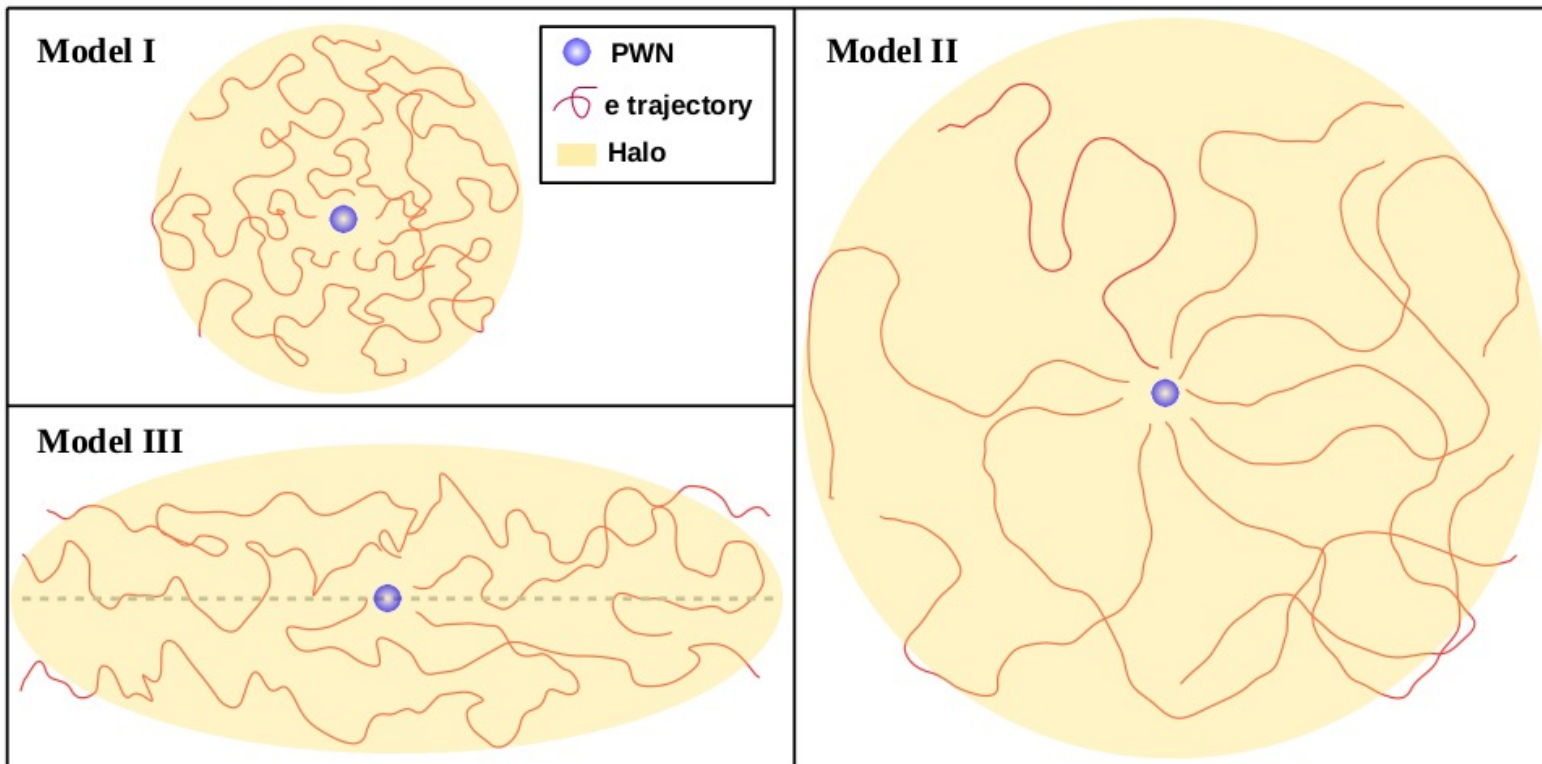 Model I
PWN
e trajectory
Halo
Model II
Model III